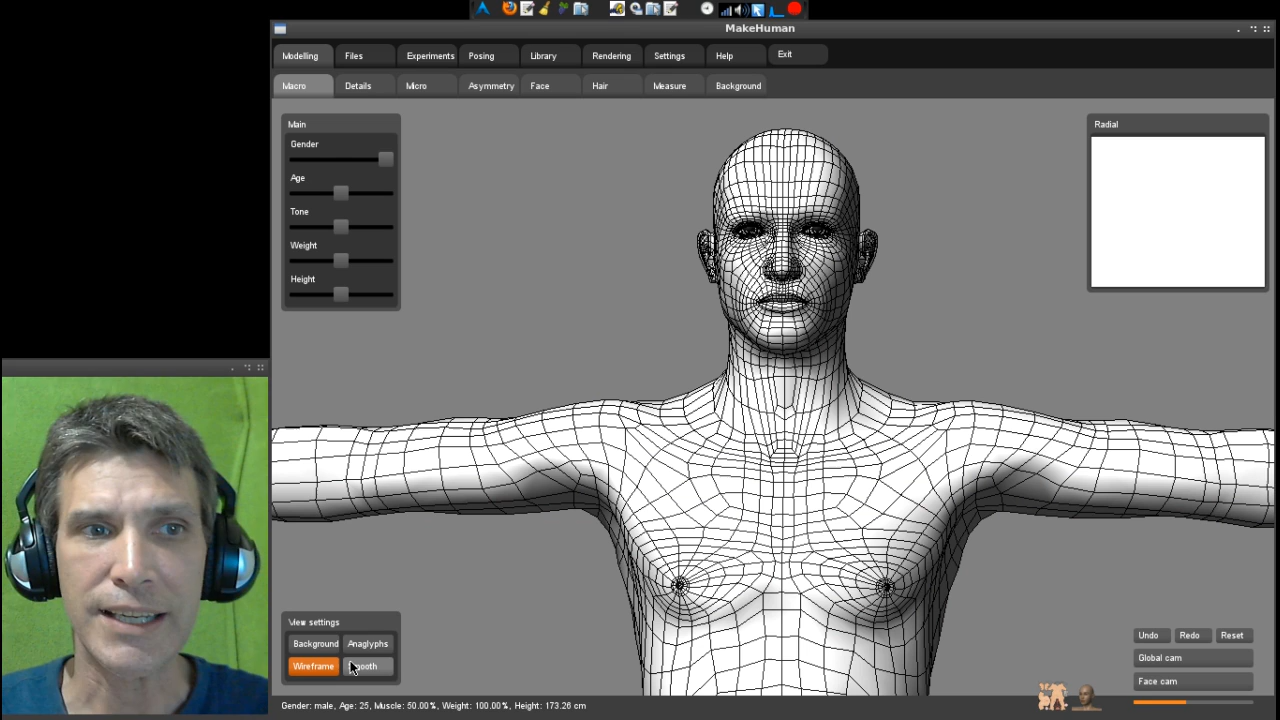 MakeHuman
Modelling Files Experiments Posing Library Rendering Settings Help Exit
Macro Details Micro Asymmetry Face Hair Measure Background
Main
Gender
Age
Tone
Weight
Height
Radial
View settings
Background Anaglyphs
Wireframe
Undo Redo Reset
Global cam
Face cam
Gender: male, Age: 25, Muscle: 50.00%, Weight: 100.00%, Height: 173.26 cm